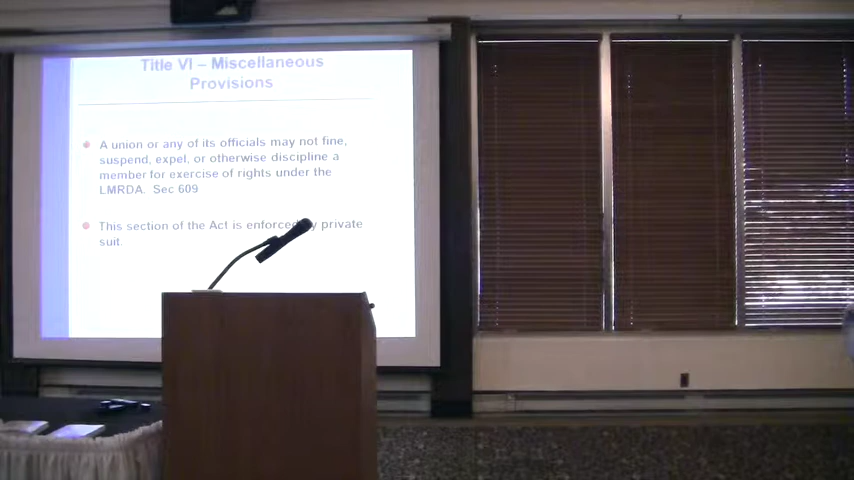 Title VI – Miscellaneous
Provisions
A union or any of its officials may not fine,
suspend, expel, or otherwise discipline a
member for exercise of rights under the
LMRDA. Sec 609
This section of the Act is enforced private
suit.